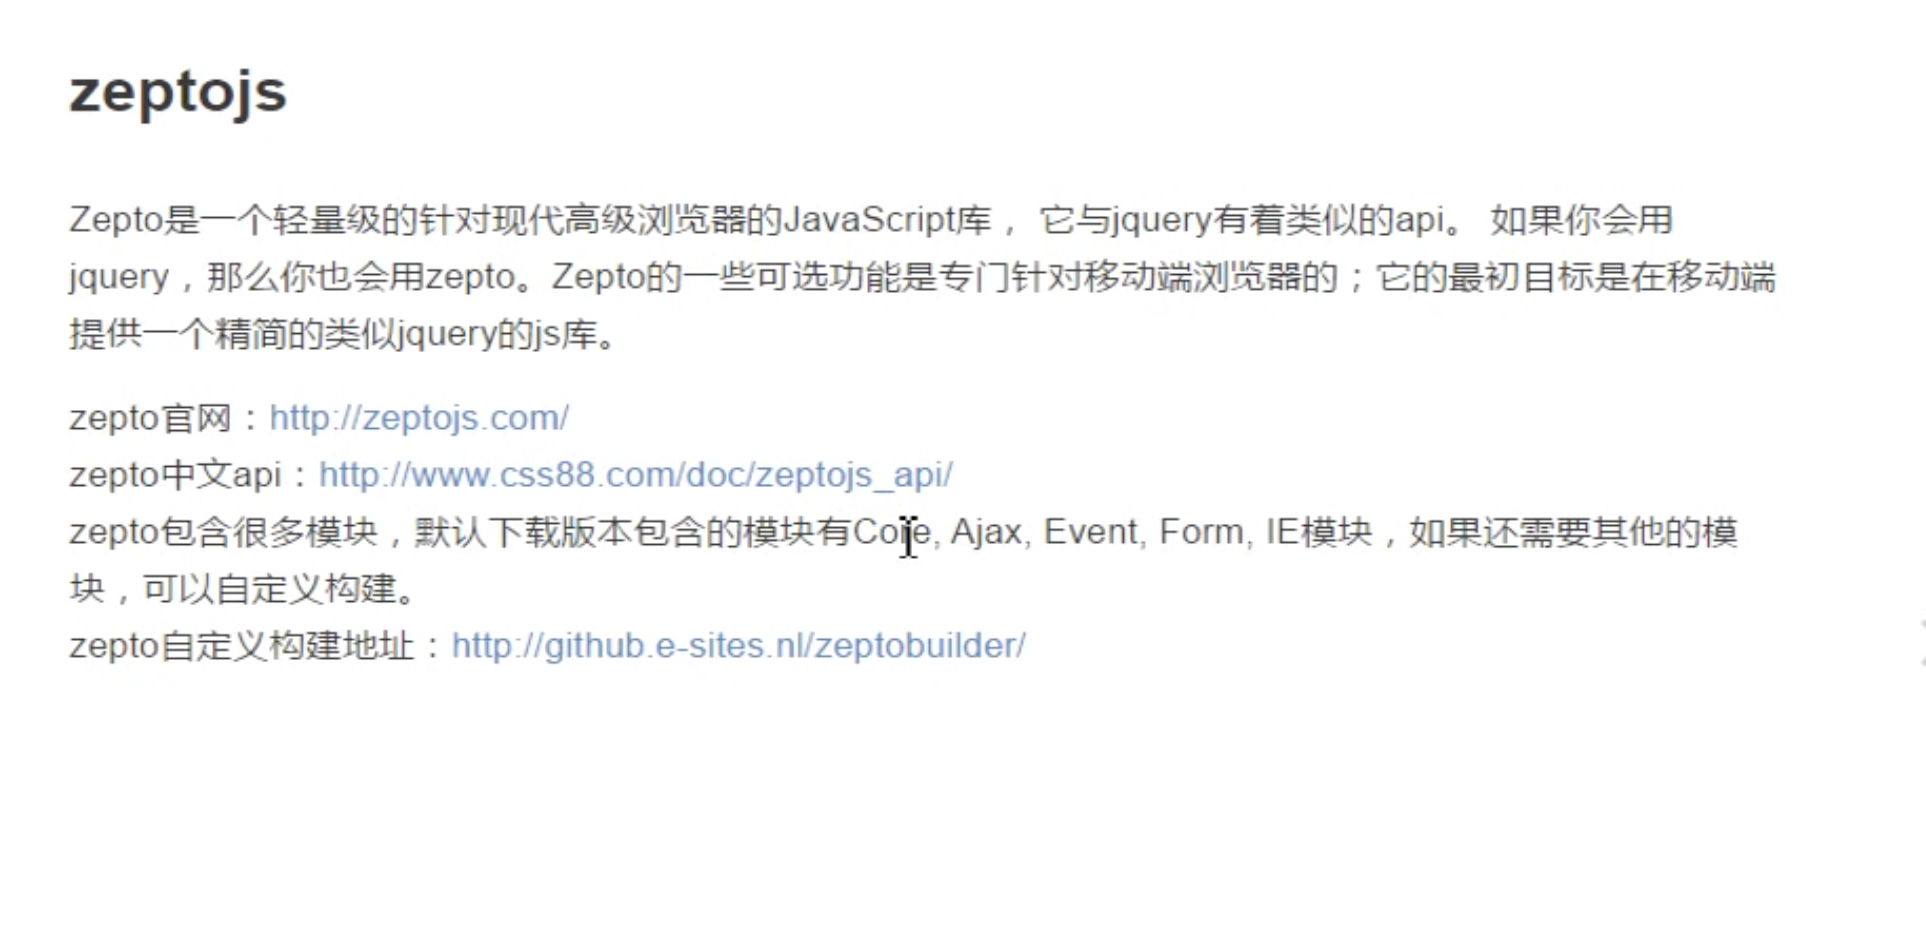 zeptojs
Zepto是一个轻量级的针对现代高级浏览器的JavaScript库， 它与jquery有着类似的api。 如果你会用
jquery，那么你也会用zepto。Zepto的一些可选功能是专门针对移动端浏览器的；它的最初目标是在移动端
提供一个精简的类似jquery的js库。
zepto官网：http://zeptojs.com/
zepto中文api：http://www.css88.com/doc/zeptojs_api/
zepto包含很多模块，默认下载版本包含的模块有Core, Ajax, Event, Form, IE模块，如果还需要其他的模
块，可以自定义构建。
zepto自定义构建地址：http://github.e-sites.nl/zeptobuilder/